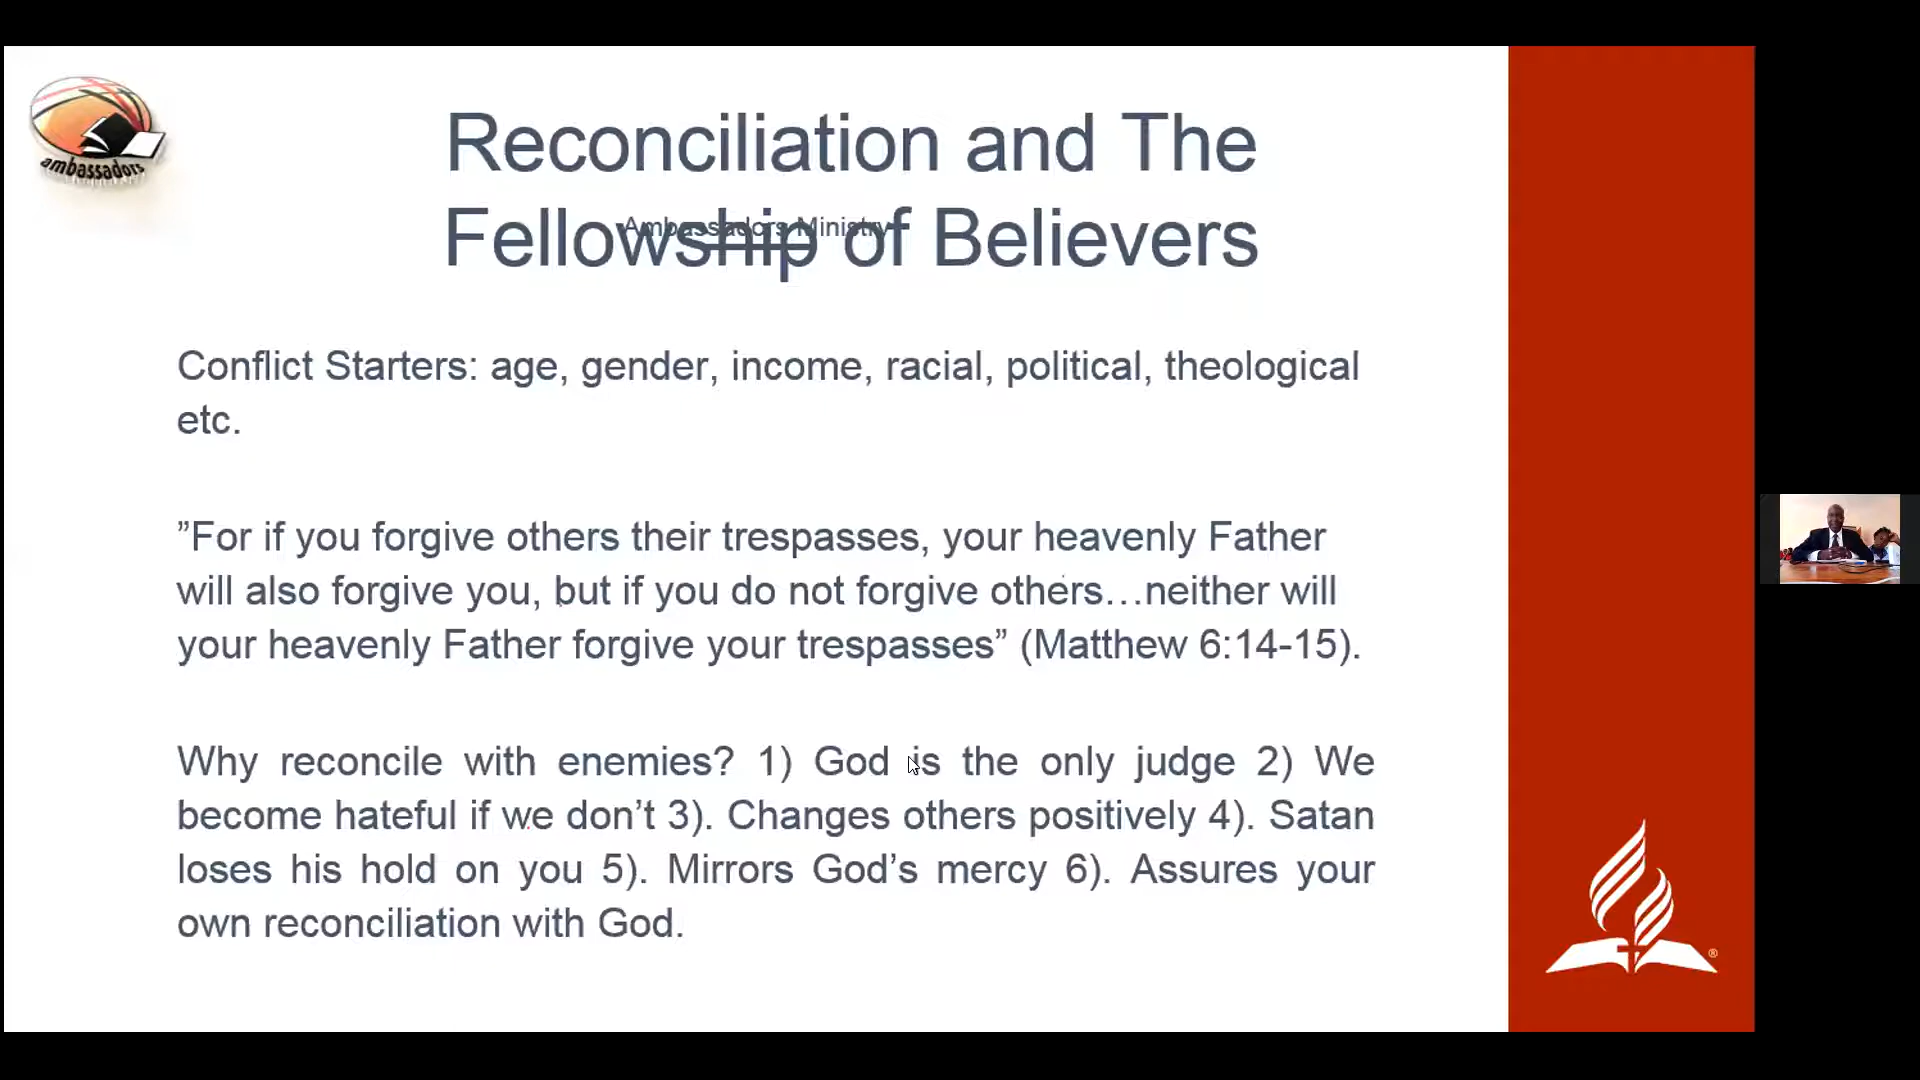 ambassadors
Reconciliation and The
Fellowship of Believers
Ambassadors Ministry
Conflict Starters: age, gender, income, racial, political, theological
etc.
”For if you forgive others their trespasses, your heavenly Father
will also forgive you, but if you do not forgive others…neither will
your heavenly Father forgive your trespasses” (Matthew 6:14-15).
Why reconcile with enemies? 1) God is the only judge 2) We
become hateful if we don’t 3). Changes others positively 4). Satan
loses his hold on you 5). Mirrors God’s mercy 6). Assures your
own reconciliation with God.
®